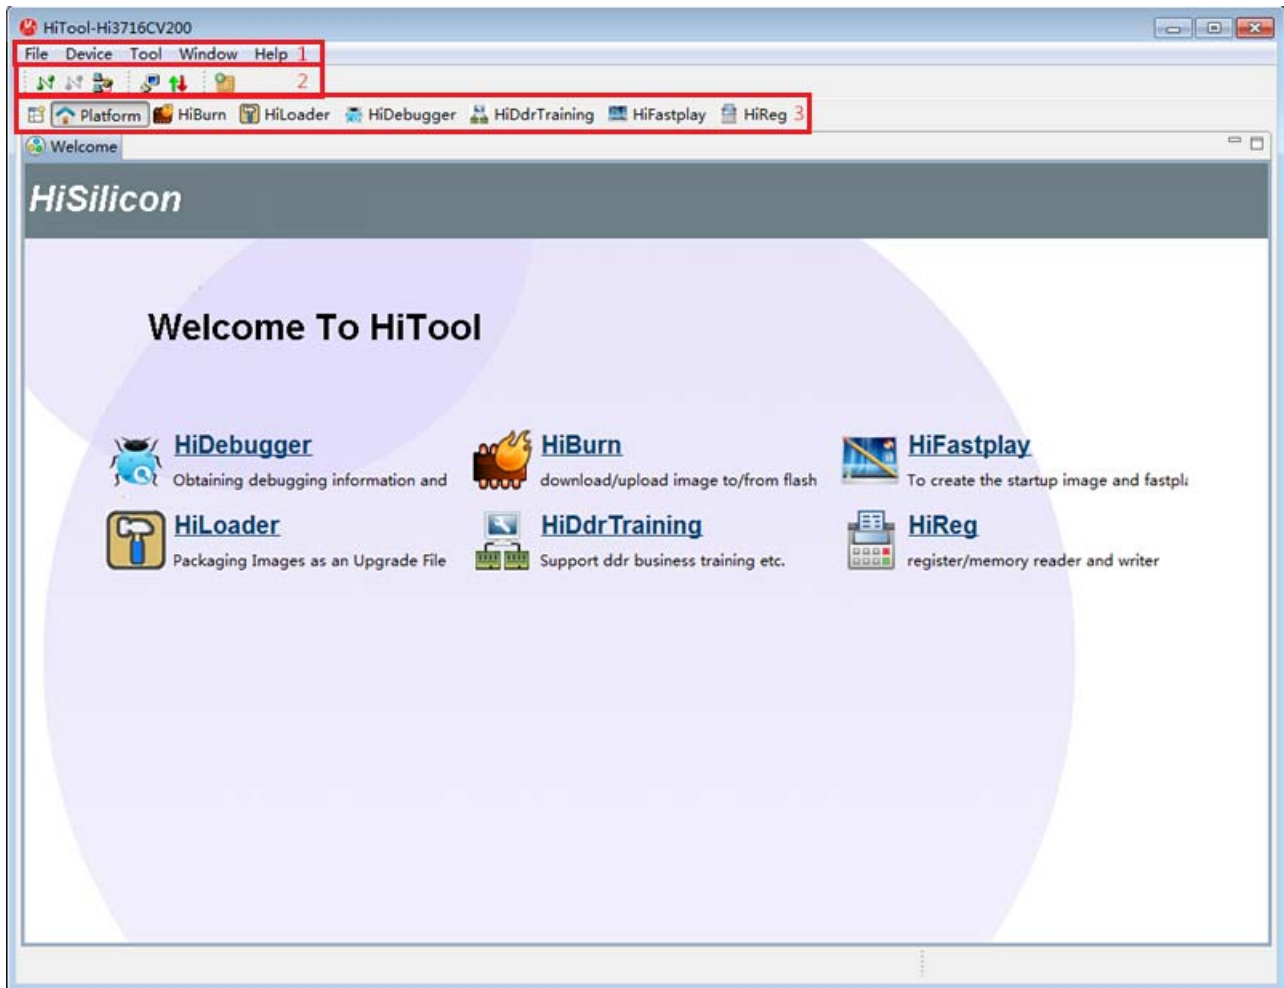 HiTool-Hi3716CV200
File Device Tool Window Help 1
2
Platform HiBurn HiLoader HiDebugger HiDdrTraining HiFastplay HiReg 3
Welcome
HiSilicon
Welcome To HiTool
HiDebugger
Obtaining debugging information and
HiBurn
download/upload image to/from flash
HiFastplay
To create the startup image and fastpl
HiLoader
Packaging Images as an Upgrade File
HiDdrTraining
Support ddr business training etc.
HiReg
register/memory reader and writer